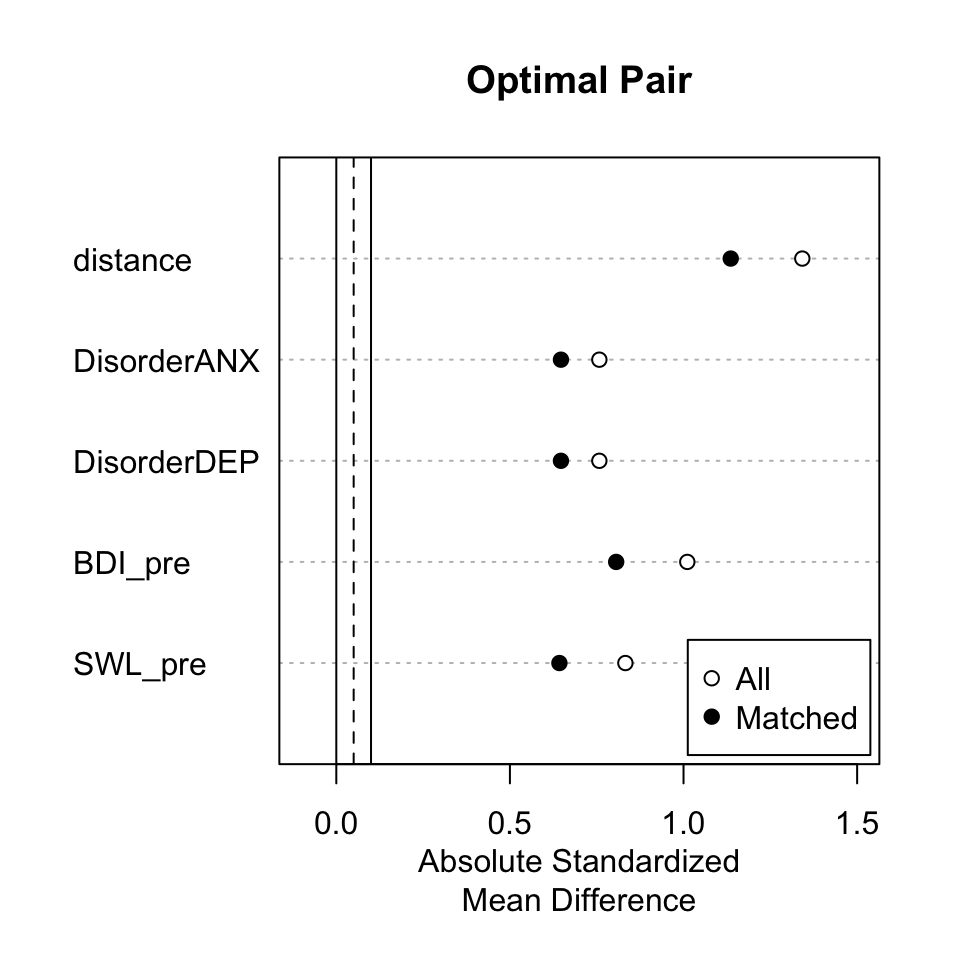 Optimal Pair
distance
DisorderANX
DisorderDEP
BDI_pre
SWL_pre
All
Matched
0.0 0.5 1.0 1.5
Absolute Standardized
Mean Difference